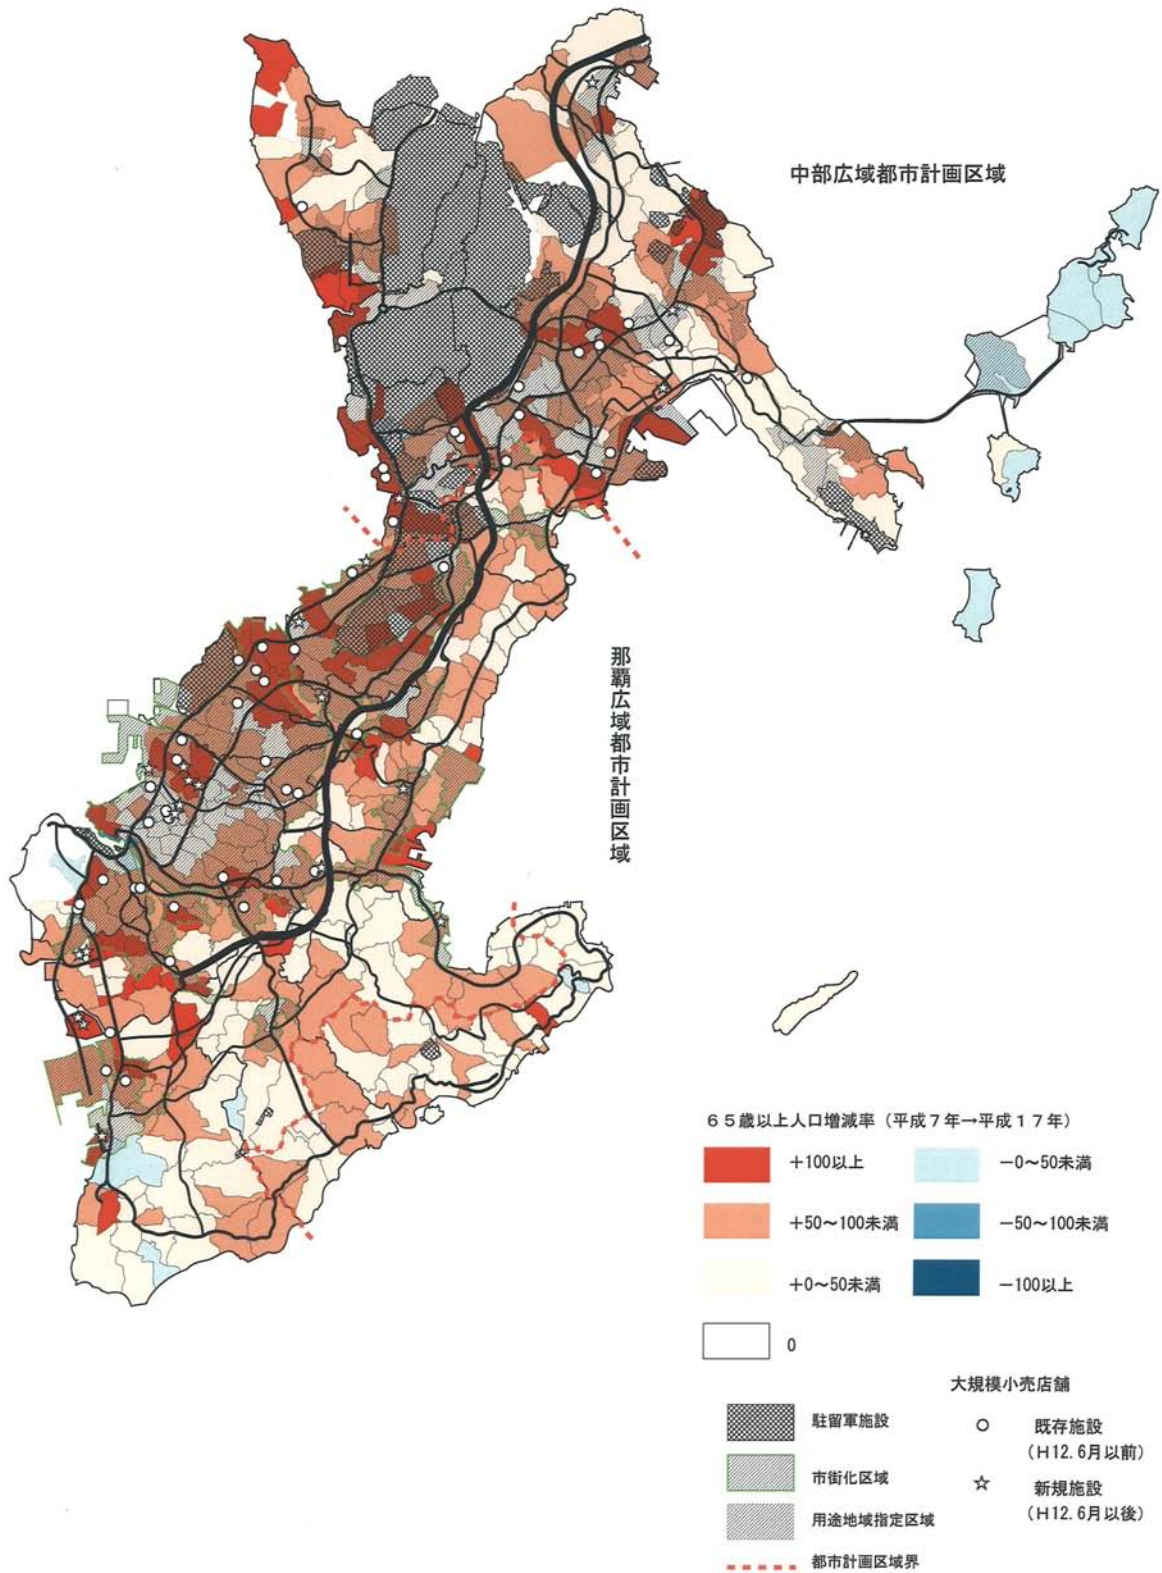 中部広域都市計画区域
那覇広域都市計画区域
６５歳以上人口増減率（平成７年→平成１７年）
＋100以上
－0～50未満
＋50～100未満
－50～100未満
＋0～50未満
－100以上
0
大規模小売店舗
駐留軍施設
既存施設
（H12.6月以前）
市街化区域
新規施設
（H12.6月以後）
用途地域指定区域
都市計画区域界